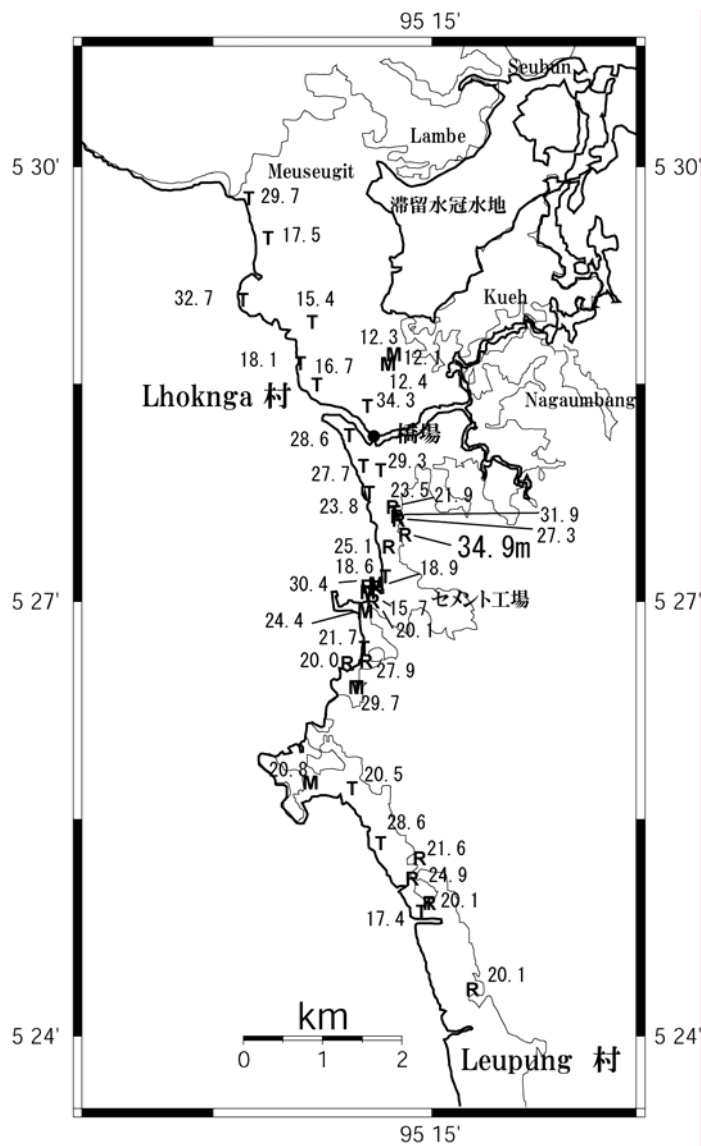 95 15'
Seubun
Lambe
5 30'
5 30'
Meuseugit
T 29.7
滞留水冠水地
T 17.5
Kueh
32.7 T
15.4
T
12.3
M
M 12.1
18.1 T
16.7
T
12.4
Nagaumbang
Lhoknga 村
34.3
T
28.6 T
橋場
27.7 T
T 29.3
23.5
21.9
23.8 T
R
31.9
27.3
R
34.9m
25.1 R
18.6
T
18.9
30.4
5 27'
5 27'
セメント工場
15.7
24.4 M
20.1
21.7 T
20.0 R
R
27.9
M
29.7
20.8
M
20.5
T
28.6
T
21.6
R
24.9
R
20.1
R
17.4 T
20.1
R
km
0 1 2
5 24'
5 24'
Leupung 村
95 15'